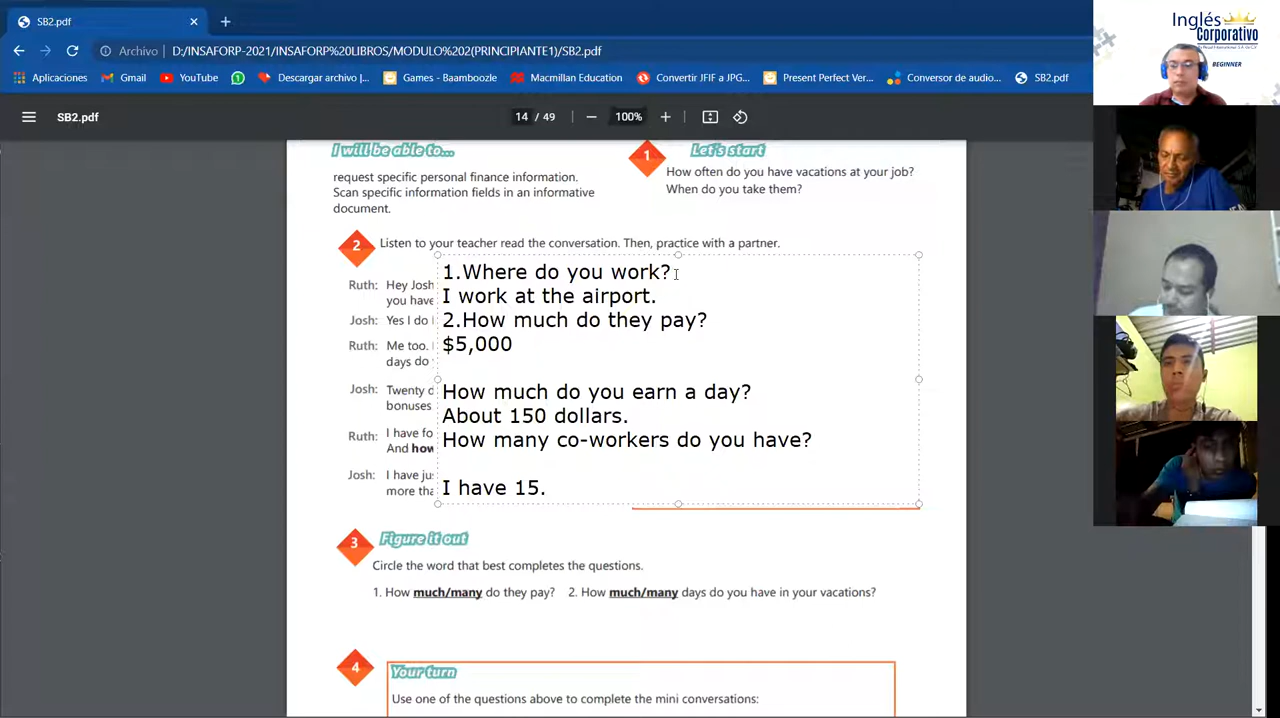 SB2.pdf
Archivo D:/INSAFORP-2021/INSAFORP%20LIBROS/MODULO%202(PRINCIPIANTE1)/SB2.pdf
Aplicaciones Gmail YouTube Descargar archivo |... Games - Baamboozle Macmillan Education Convertir JFIF a JPG... Present Perfect Ver... Conversor de audio... SB2.pdf
SB2.pdf 14 / 49 100%
Inglés
Corporativo
BEGINNER
I will be able to...
request specific personal finance information.
Scan specific information fields in an informative
document.
1 Let's start
How often do you have vacations at your job?
When do you take them?
2 Listen to your teacher read the conversation. Then, practice with a partner.
Ruth: Hey Josh
you have
Josh: Yes I do
Ruth: Me too.
days do
Josh: Twenty d
bonuses
Ruth: I have fo
And how
Josh: I have ju
more tha
1.Where do you work?
I work at the airport.
2.How much do they pay?
$5,000
How much do you earn a day?
About 150 dollars.
How many co-workers do you have?
I have 15.
3 Figure it out
Circle the word that best completes the questions.
1. How much/many do they pay? 2. How much/many days do you have in your vacations?
4 Your turn
Use one of the questions above to complete the mini conversations: